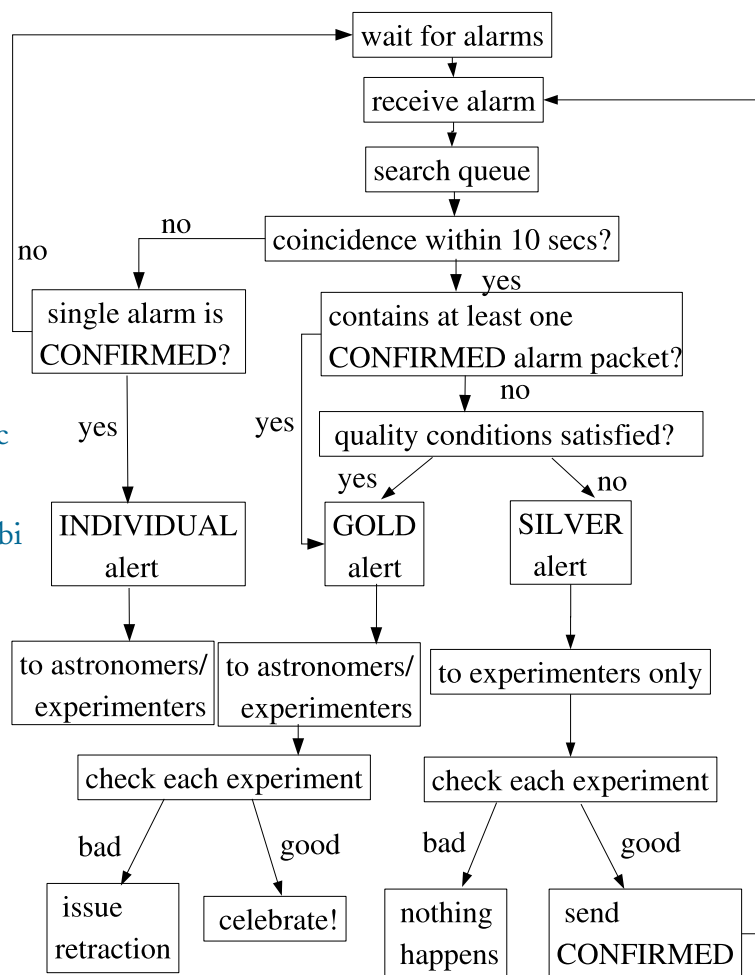 wait for alarms
receive alarm
search queue
coincidence within 10 secs?
no
yes
no
single alarm is
CONFIRMED?
contains at least one
CONFIRMED alarm packet?
no
yes
yes
quality conditions satisfied?
c
yes
no
bi
INDIVIDUAL
alert
GOLD
alert
SILVER
alert
to astronomers/
experimenters
to astronomers/
experimenters
to experimenters only
check each experiment
check each experiment
bad
good
bad
good
issue
retraction
celebrate!
nothing
happens
send
CONFIRMED